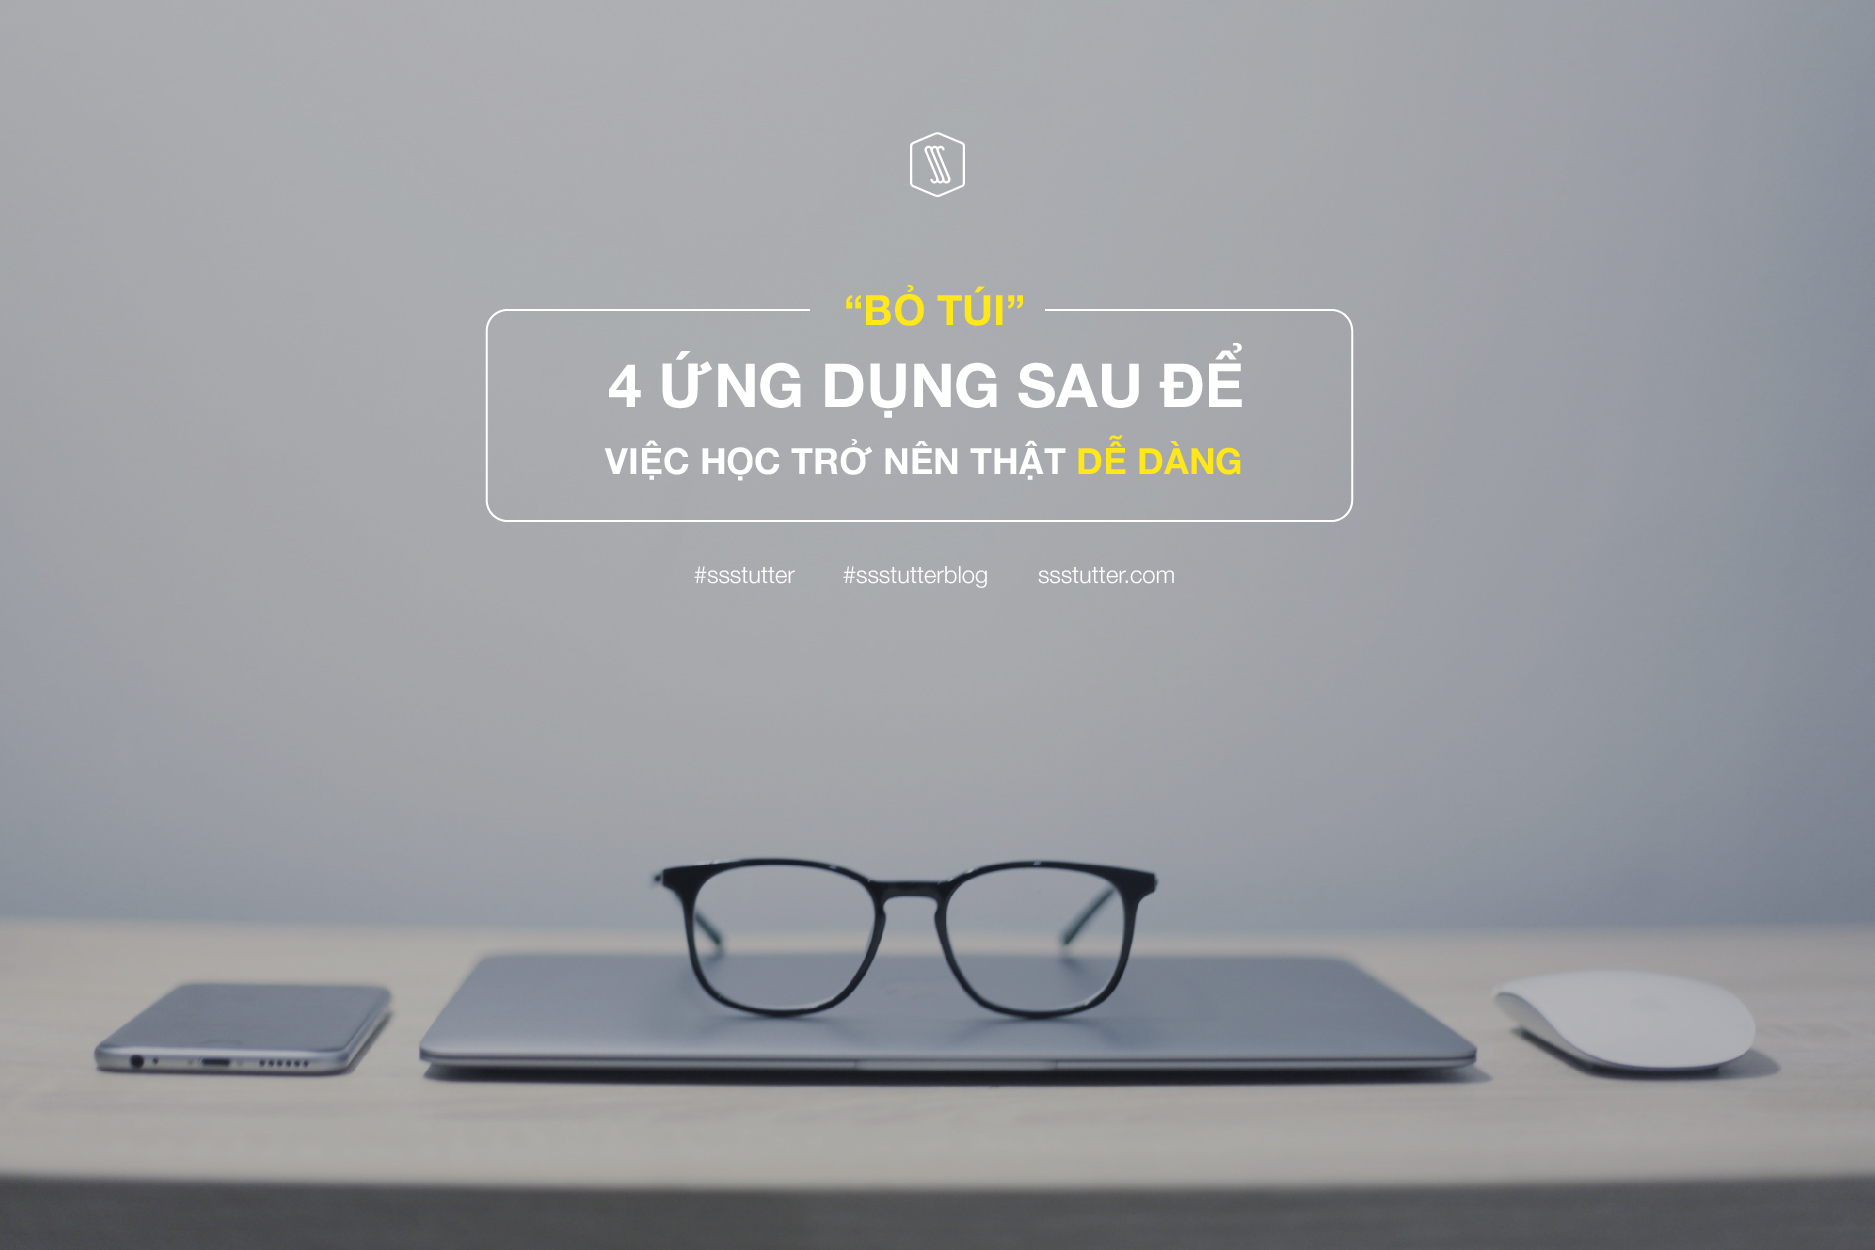 “BỎ TÚI”
4 ỨNG DỤNG SAU ĐỂ
VIỆC HỌC TRỞ NÊN THẬT DỄ DÀNG
#ssstutter #ssstutterblog ssstutter.com